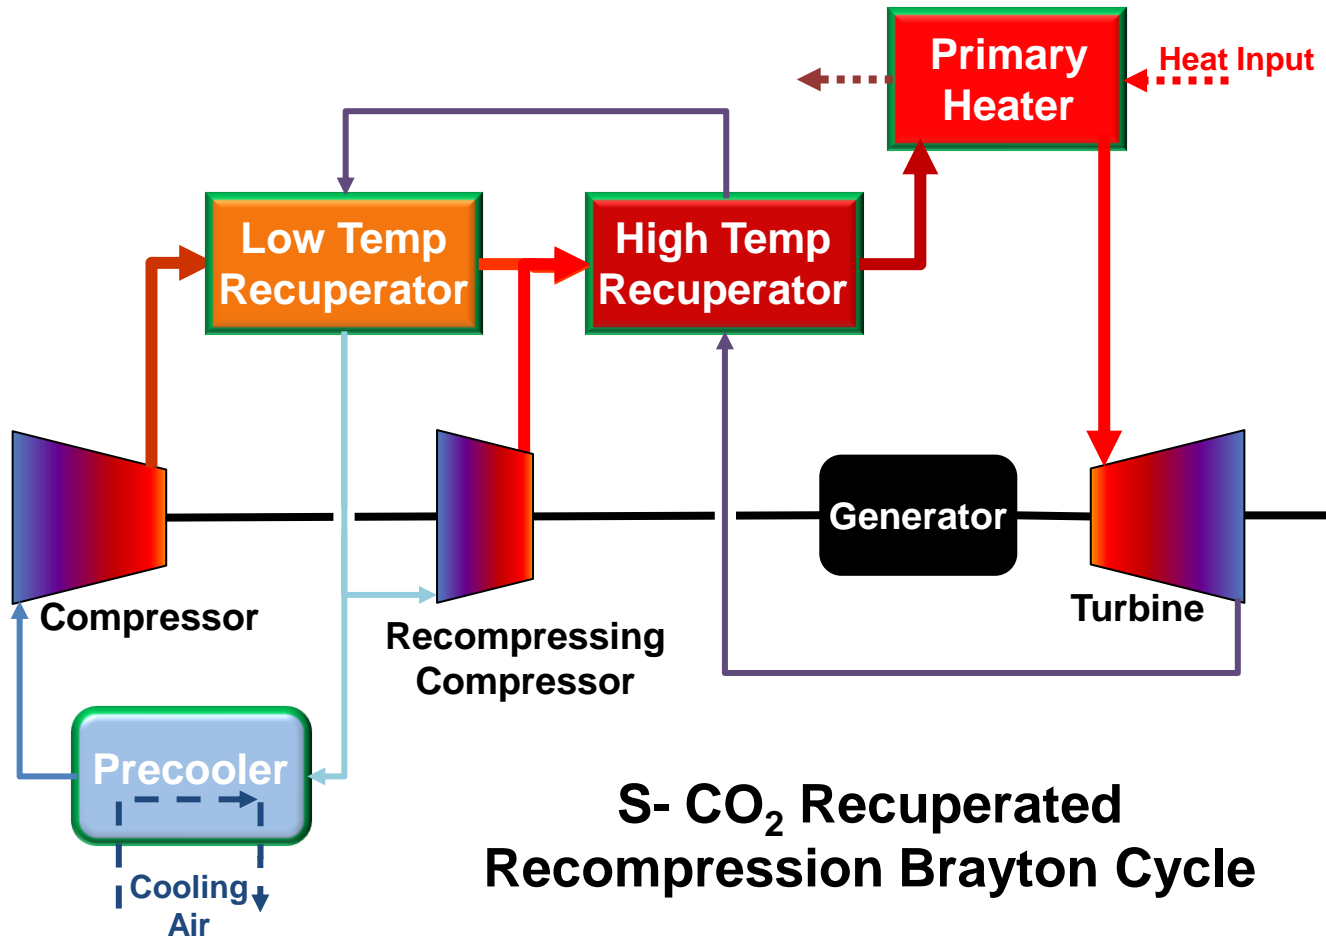 Primary
Heater
Heat Input
Low Temp
Recuperator
High Temp
Recuperator
Generator
Compressor
Recompressing
Compressor
Turbine
Precooler
Cooling
Air
S- CO₂ Recuperated
Recompression Brayton Cycle